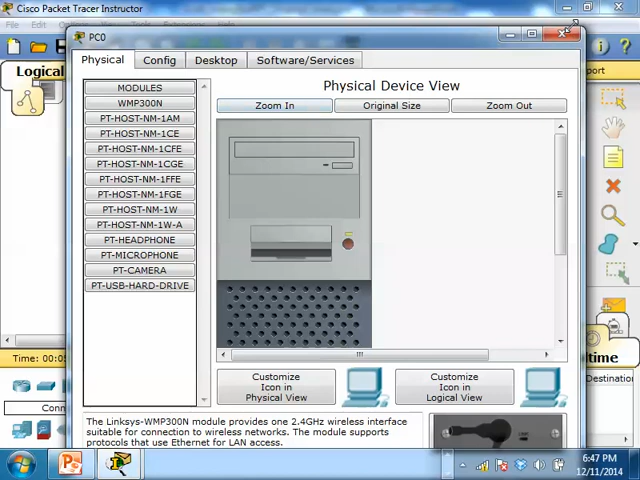 Cisco Packet Tracer Instructor
File Edit Options View Tools Extensions Help
PC0
Logical
Physical Config Desktop Software/Services
MODULES
WMP300N
PT-HOST-NM-1AM
PT-HOST-NM-1CE
PT-HOST-NM-1CFE
PT-HOST-NM-1CGE
PT-HOST-NM-1FFE
PT-HOST-NM-1FGE
PT-HOST-NM-1W
PT-HOST-NM-1W-A
PT-HEADPHONE
PT-MICROPHONE
PT-CAMERA
PT-USB-HARD-DRIVE
Physical Device View
Zoom In Original Size Zoom Out
Customize
Icon in
Physical View
Customize
Icon in
Logical View
The Linksys-WMP300N module provides one 2.4GHz wireless interface
suitable for connection to wireless networks. The module supports
protocols that use Ethernet for LAN access.
port
Time: 00:0
time
Destination
Conn
6:47 PM
12/11/2014